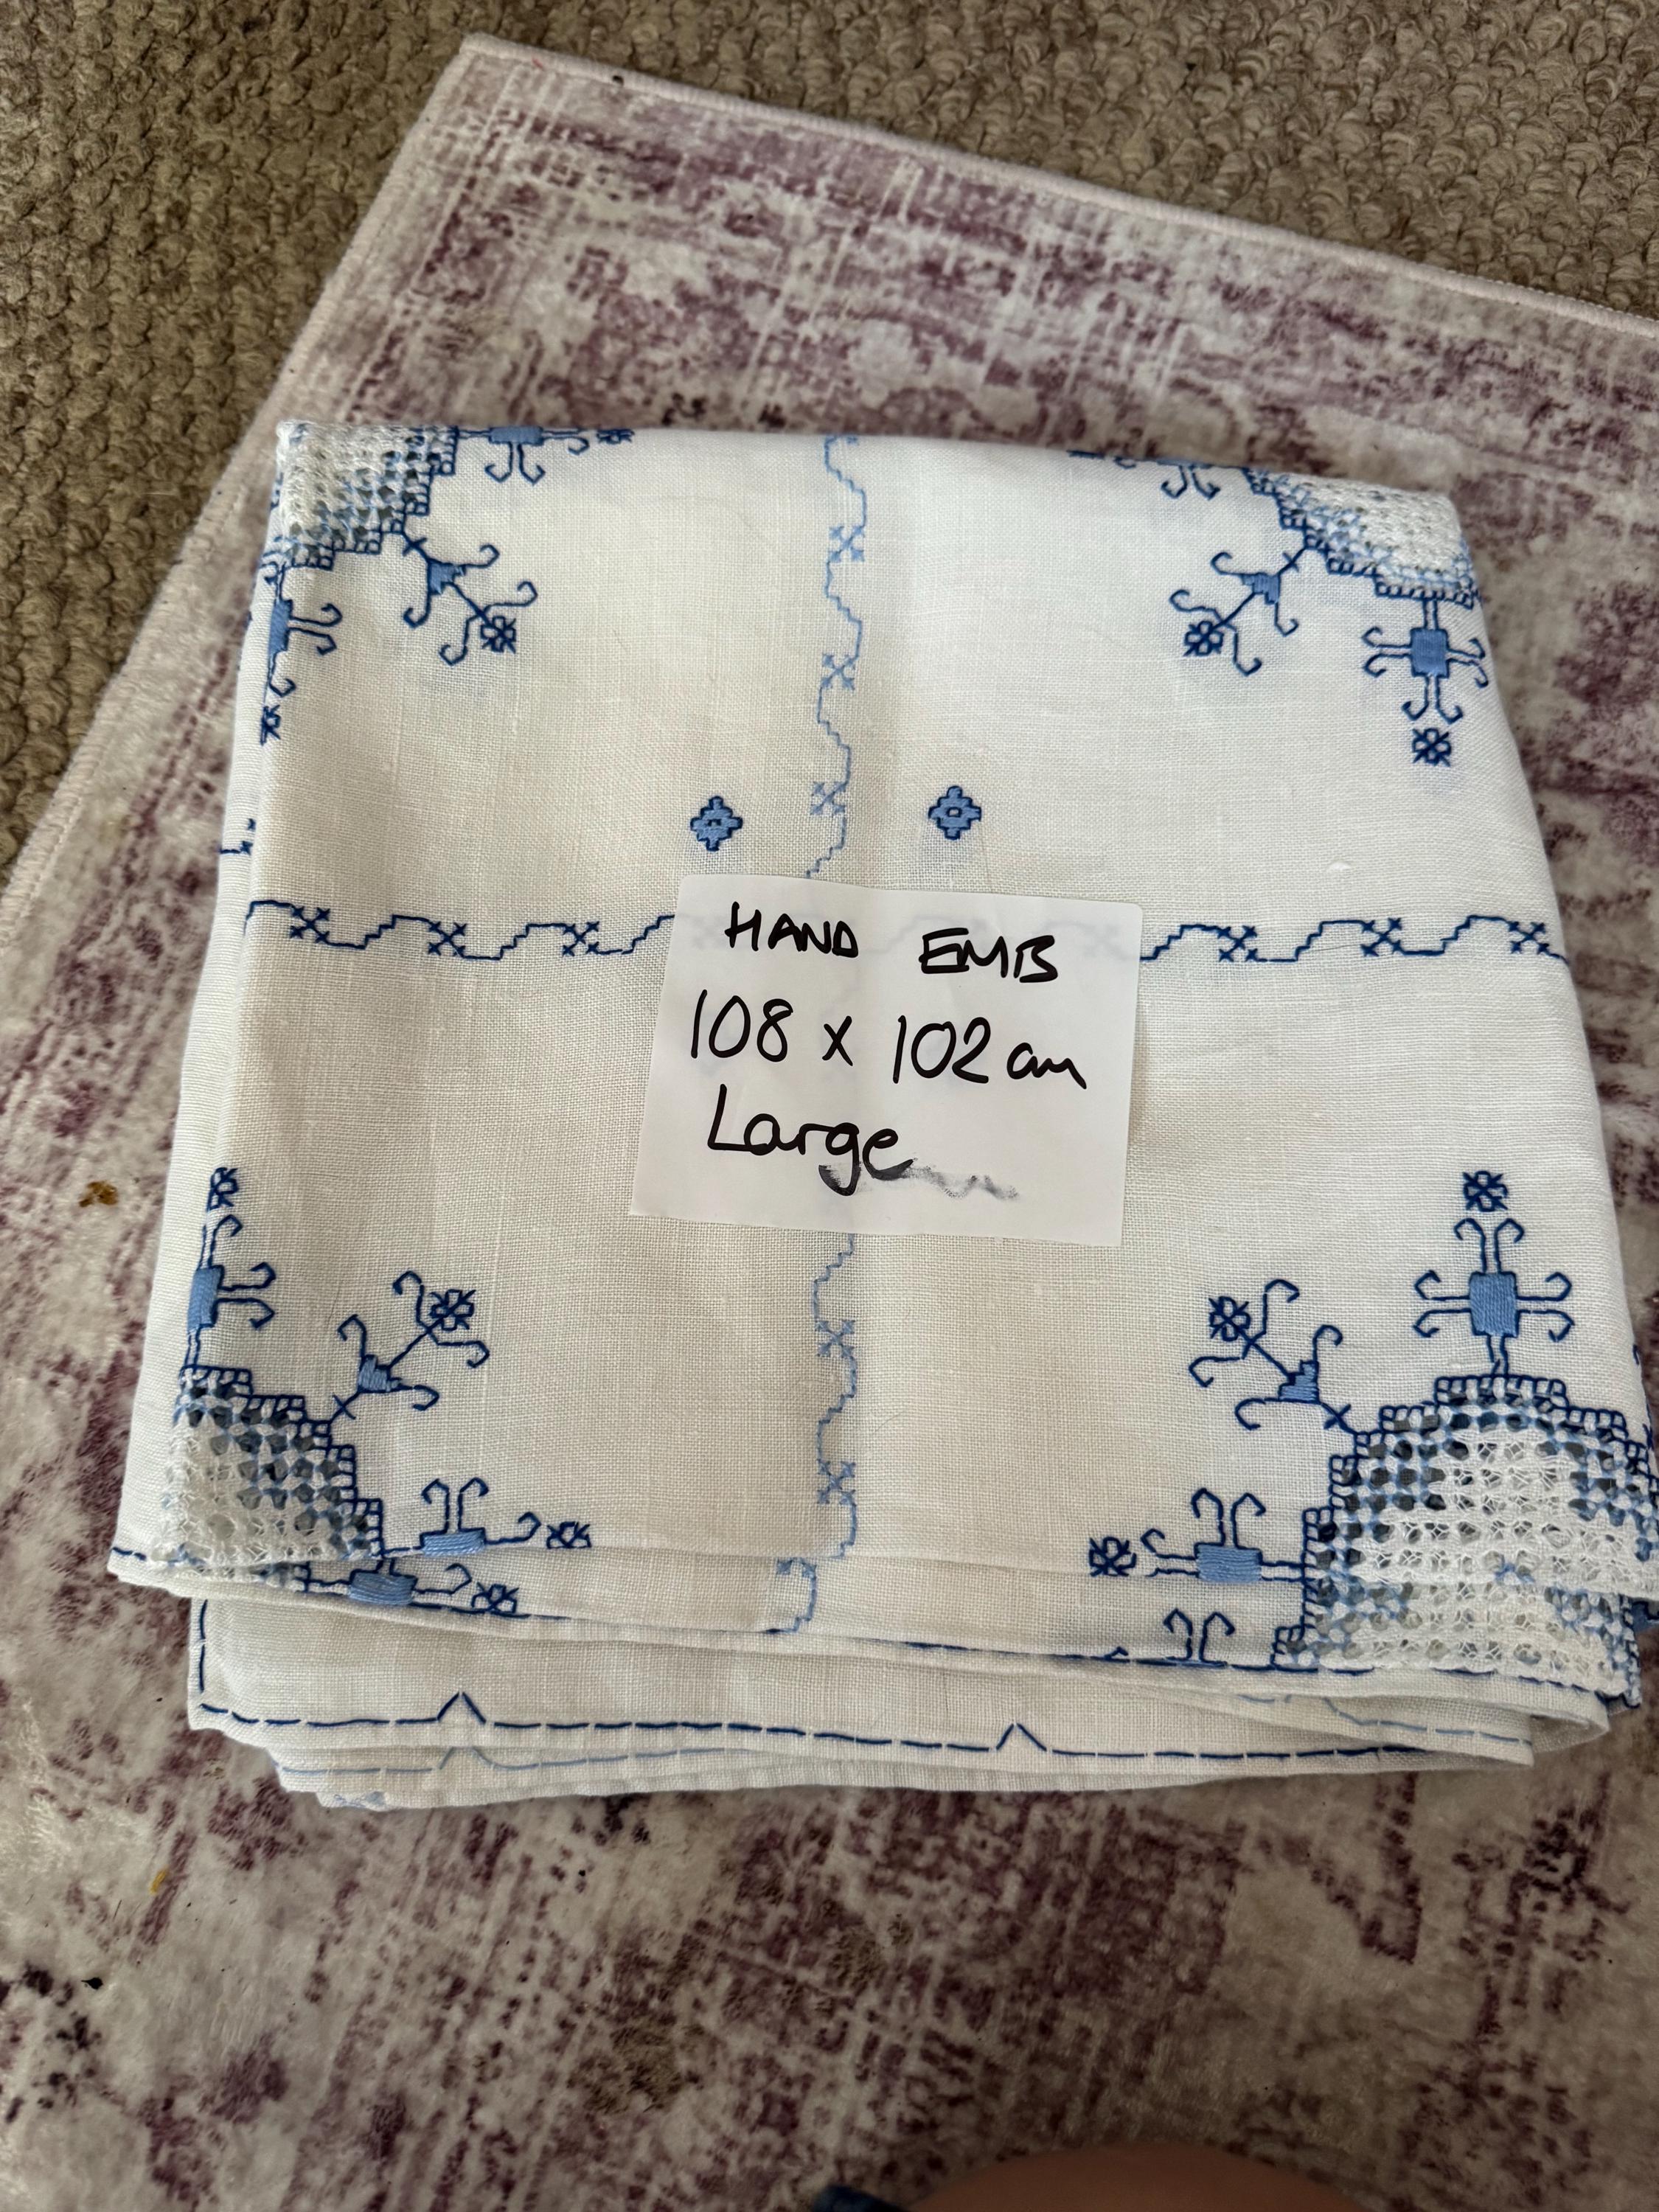 HAND EMB
108 x 102 cm
Large